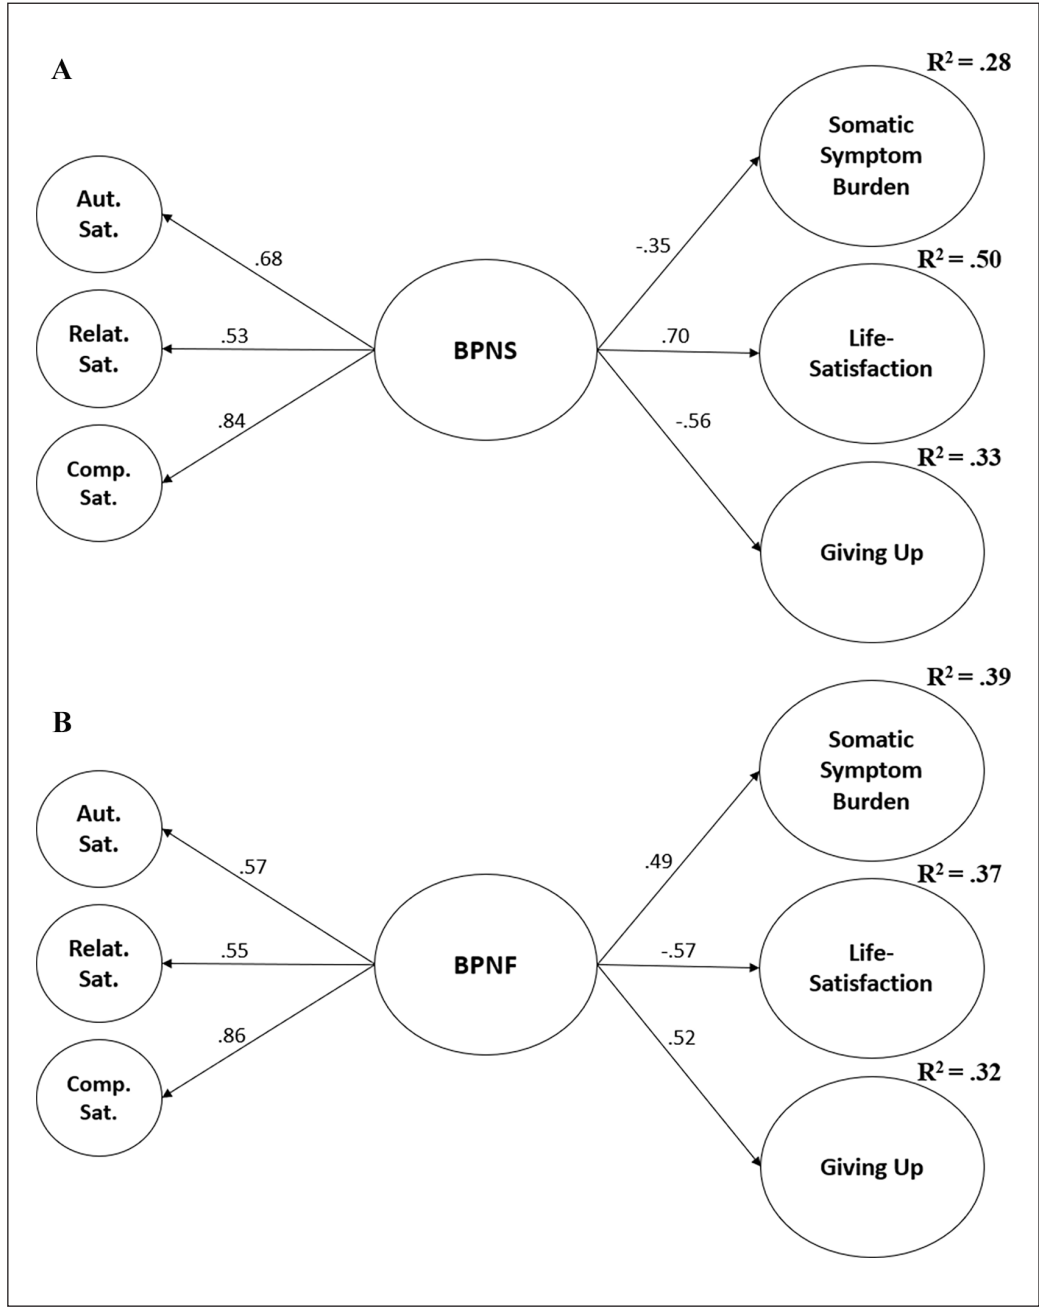 A
R² = .28
Somatic
Symptom
Burden
Aut.
Sat.
.68
-.35
R² = .50
Relat.
Sat.
.53
BPNS
.70
Life-
Satisfaction
.84
-.56
Comp.
Sat.
R² = .33
Giving Up
B
R² = .39
Somatic
Symptom
Burden
Aut.
Sat.
.57
.49
R² = .37
Relat.
Sat.
.55
BPNF
-.57
Life-
Satisfaction
.86
.52
Comp.
Sat.
R² = .32
Giving Up